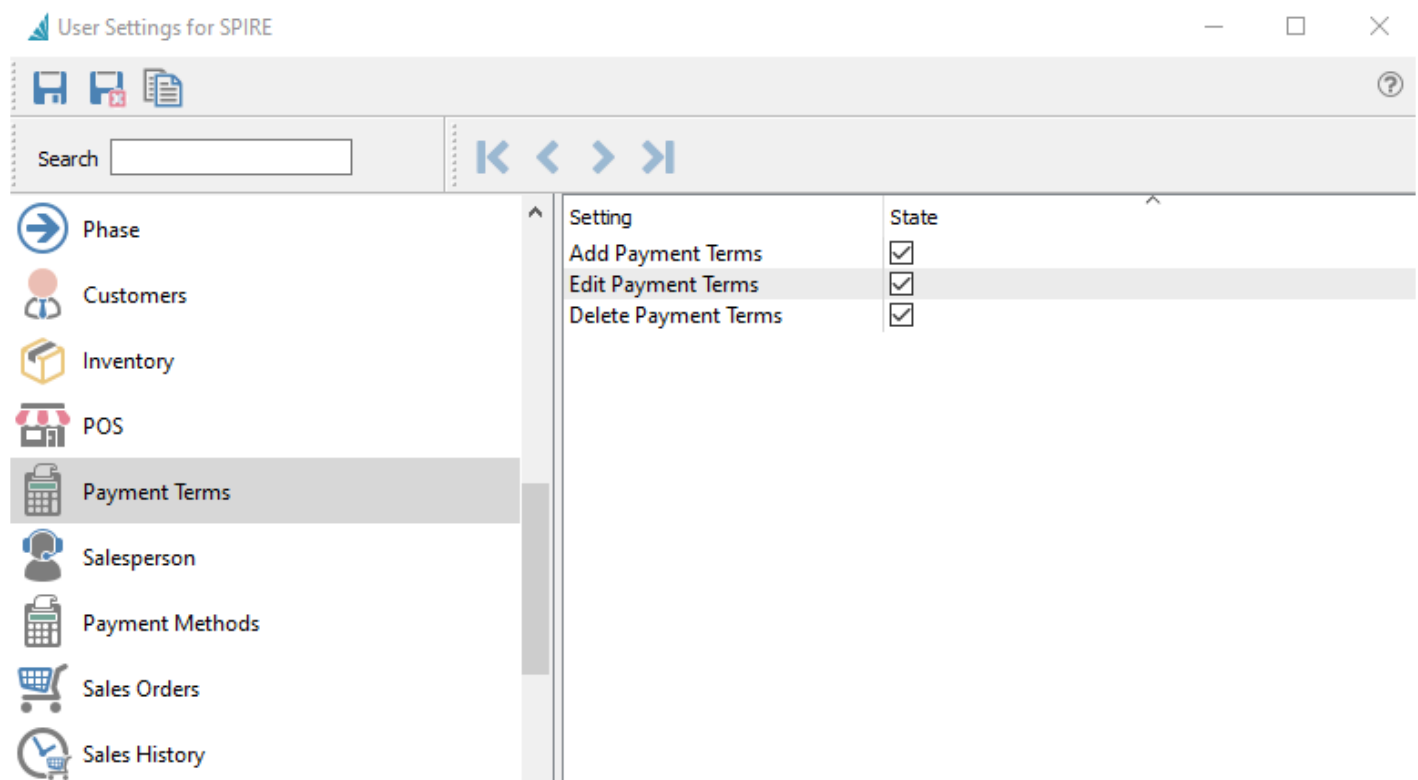 User Settings for SPIRE
Search
Phase
Customers
Inventory
POS
Payment Terms
Salesperson
Payment Methods
Sales Orders
Sales History
Setting State
Add Payment Terms
Edit Payment Terms
Delete Payment Terms